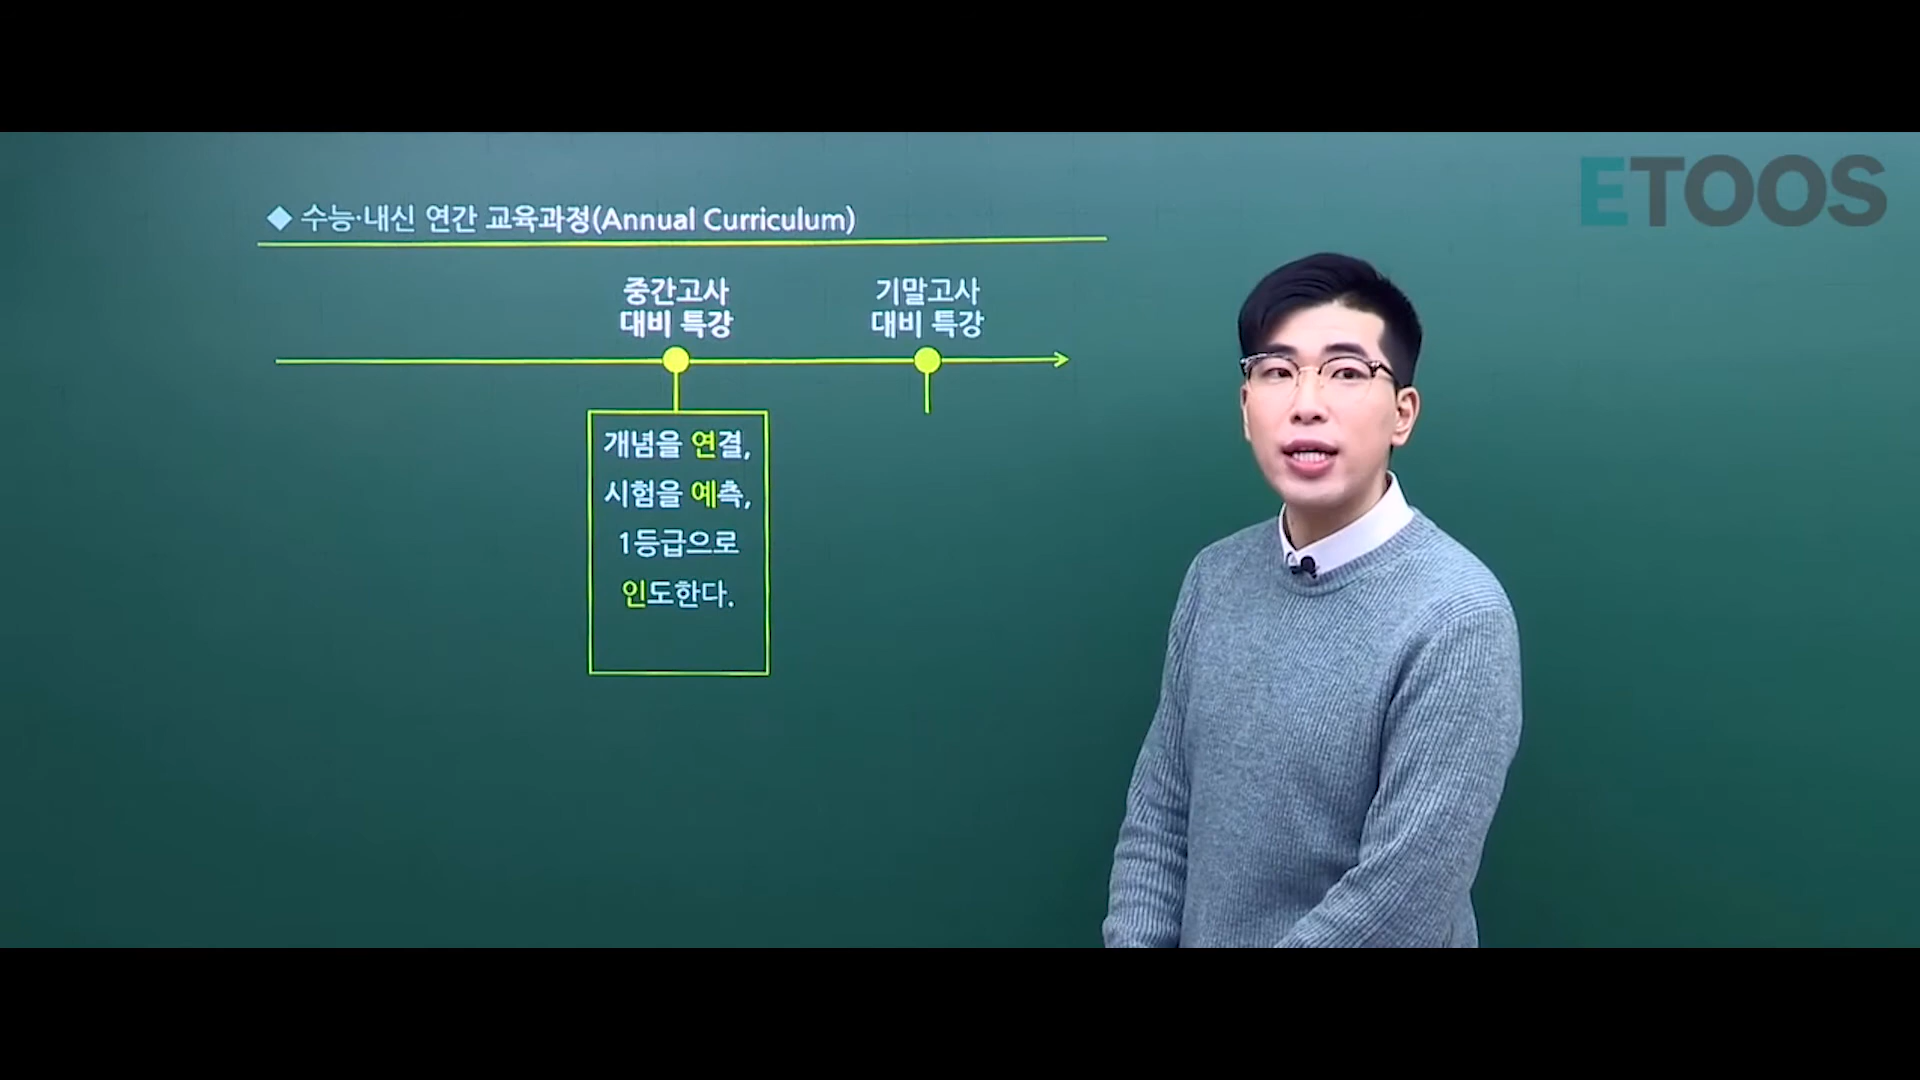 ETOOS
◆ 수능·내신 연간 교육과정(Annual Curriculum)
중간고사
대비 특강
기말고사
대비 특강
개념을 연결,
시험을 예측,
1등급으로
인도한다.